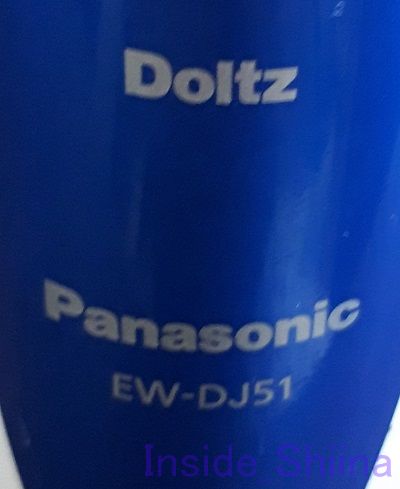 Doltz
Panasonic
EW-DJ51
Inside Shiina